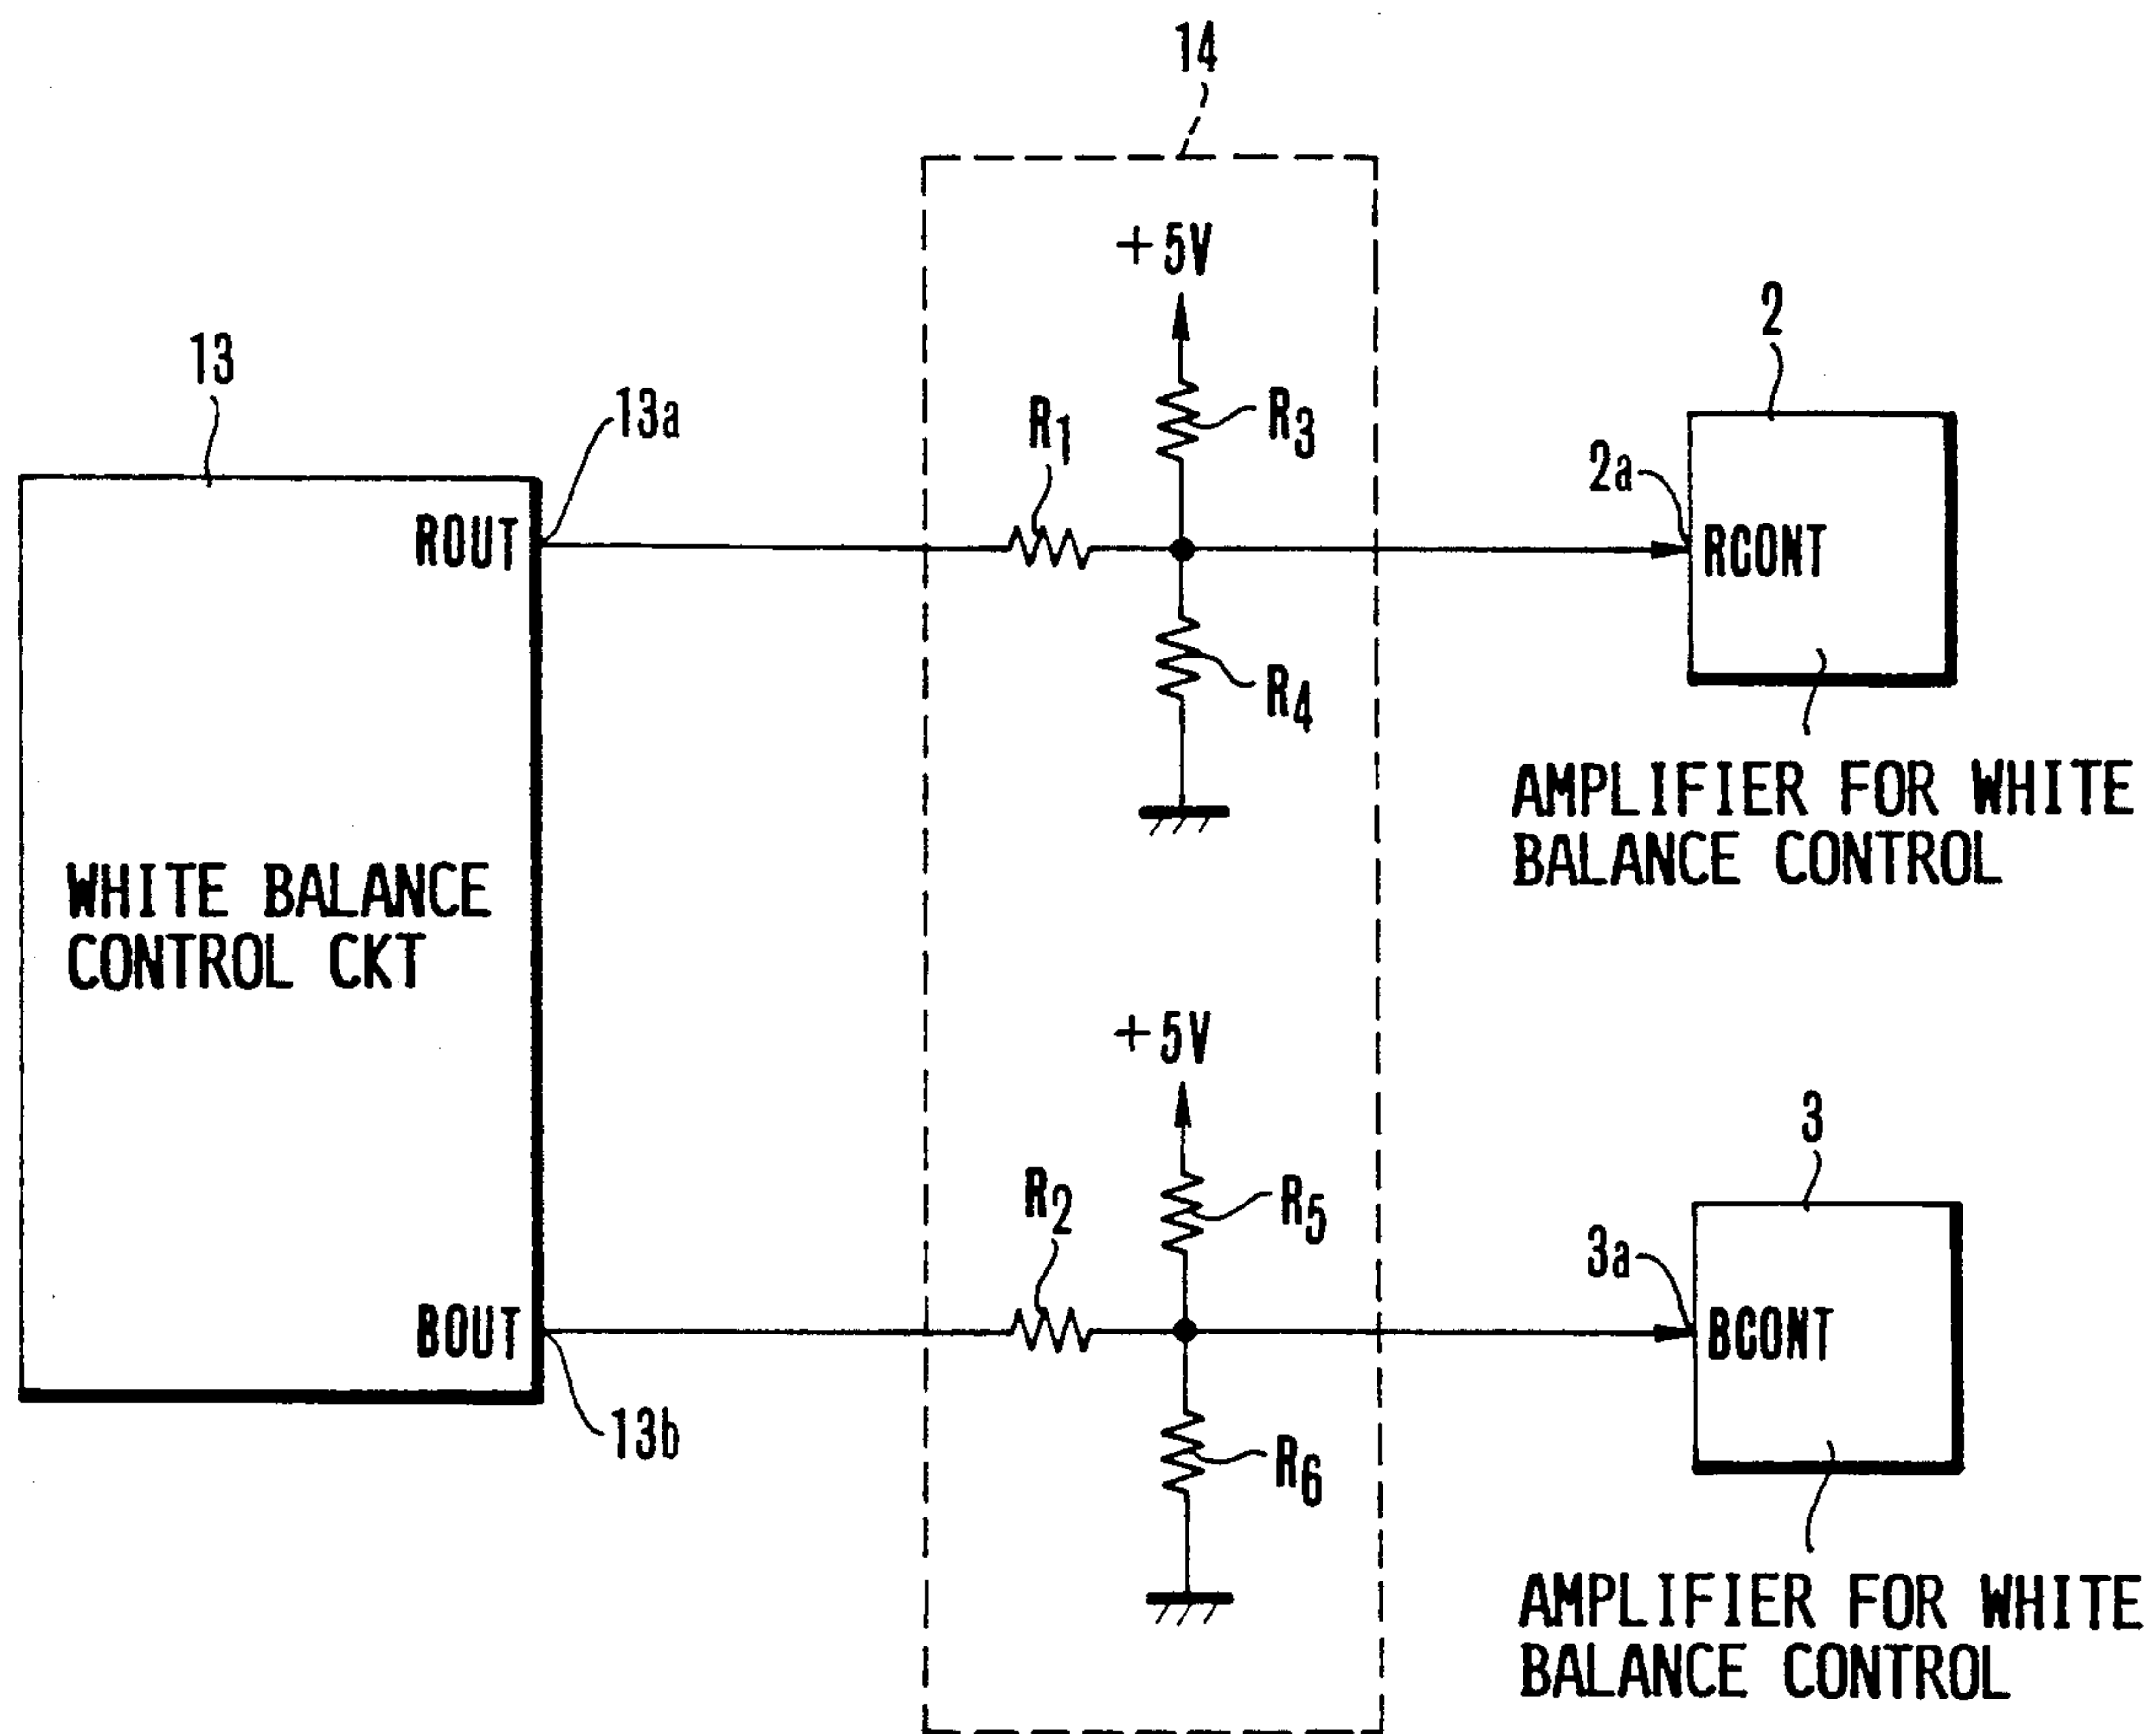 14
+5V
13
13a
R1
R3
2
2a
ROUT
RCONT
R4
AMPLIFIER FOR WHITE
BALANCE CONTROL
WHITE BALANCE
CONTROL CKT
+5V
R2
R5
3
3a
BOUT
BCONT
13b
R6
AMPLIFIER FOR WHITE
BALANCE CONTROL